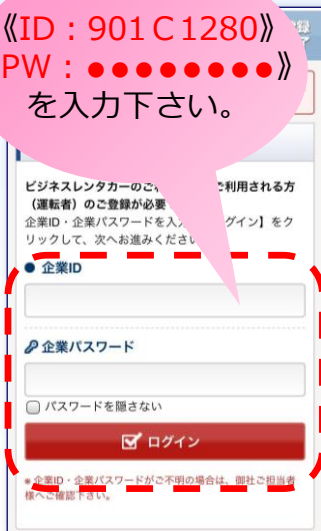 《ID：901C1280》
PW：●●●●●●●●》
を入力下さい。
ビジネスレンタカーのご ご利用される方
（運転者）のご登録が必要
企業ID・企業パスワードを入 グイン】をク
リックして、次へお進みくださ
企業ID
企業パスワード
パスワードを隠さない
ログイン
＊企業ID・企業パスワードがご不明の場合は、御社ご担当者
様へご確認下さい。